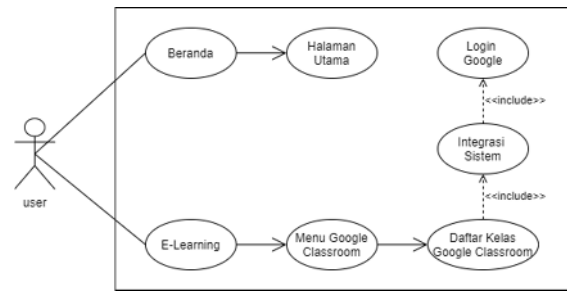 Beranda
Halaman
Utama
Login
Google
<<include>>
Integrasi
Sistem
<<include>>
user
E-Learning
Menu Google
Classroom
Daftar Kelas
Google Classroom